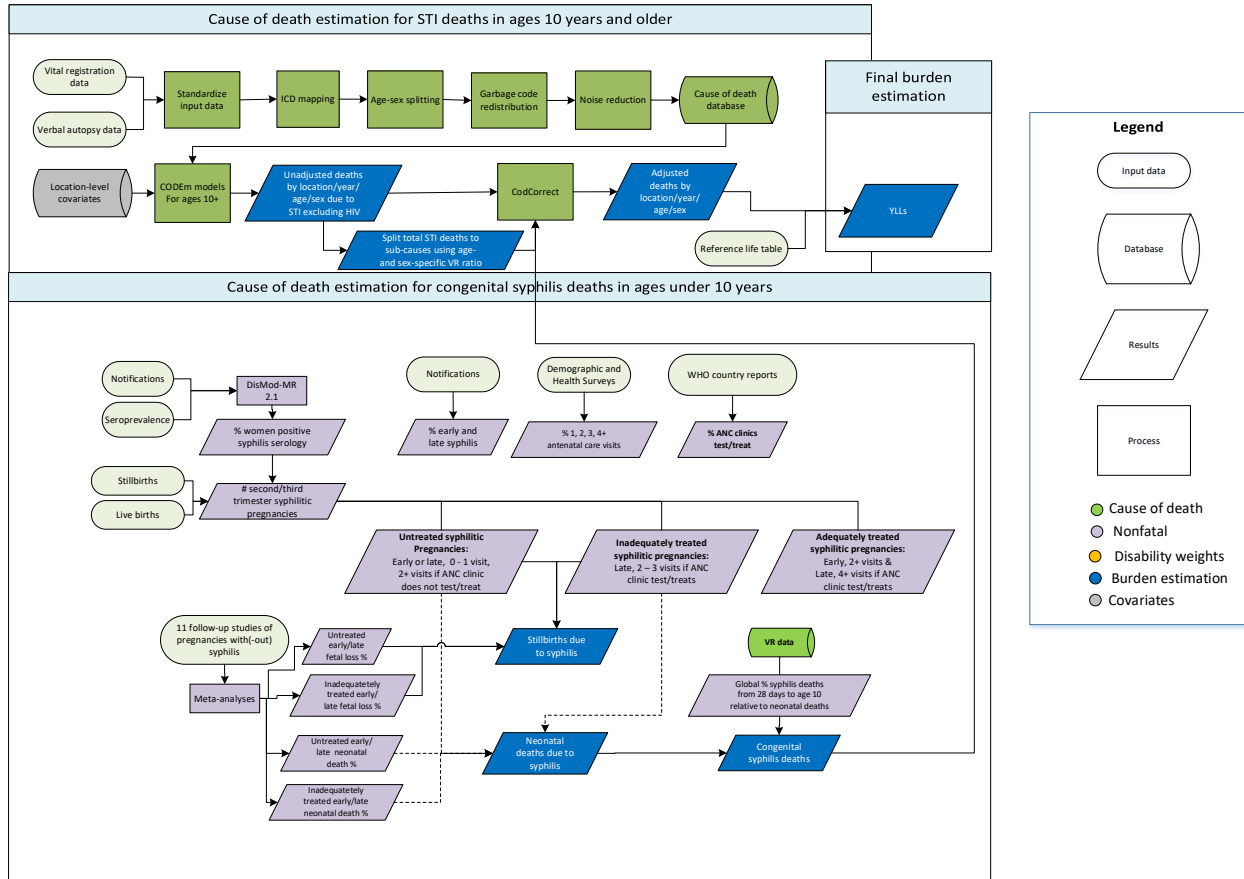 Cause of death estimation for STI deaths in ages 10 years and older
Vital registration
data
Verbal autopsy data
Standardize
input data
ICD mapping
Age-sex splitting
Garbage code
redistribution
Noise reduction
Cause of death
database
Final burden
estimation
Location-level
covariates
CODEm models
For ages 10+
Unadjusted deaths
by location/year/
age/sex due to
STI excluding HIV
CodCorrect
Adjusted
deaths by
location/year/
age/sex
YLLs
Split total STI deaths to
sub-causes using age-
and sex-specific VR ratio
Reference life table
Cause of death estimation for congenital syphilis deaths in ages under 10 years
Notifications
Seroprevalence
DisMod-MR
2.1
% women positive
syphilis serology
Notifications
% early and
late syphilis
Demographic and
Health Surveys
% 1, 2, 3, 4+
antenatal care visits
WHO country reports
% ANC clinics
test/treat
Stillbirths
Live births
# second/third
trimester syphilitic
pregnancies
Untreated syphilitic
Pregnancies:
Early or late, 0 - 1 visit,
2+ visits if ANC clinic
does not test/treat
Inadequately treated
syphilitic pregnancies:
Late, 2 – 3 visits if ANC
clinic test/treats
Adequately treated
syphilitic pregnancies:
Early, 2+ visits &
Late, 4+ visits if ANC
clinic test/treats
11 follow-up studies of
pregnancies with(-out)
syphilis
Meta-analyses
Untreated
early/late
fetal loss %
Inadequatetely
treated early/
late fetal loss %
Untreated early/
late neonatal
death %
Inadequatetely
treated early/late
neonatal death %
Stillbirths due
to syphilis
Neonatal
deaths due to
syphilis
VR data
Global % syphilis deaths
from 28 days to age 10
relative to neonatal deaths
Congenital
syphilis deaths
Legend
Input data
Database
Results
Process
Cause of death
Nonfatal
Disability weights
Burden estimation
Covariates